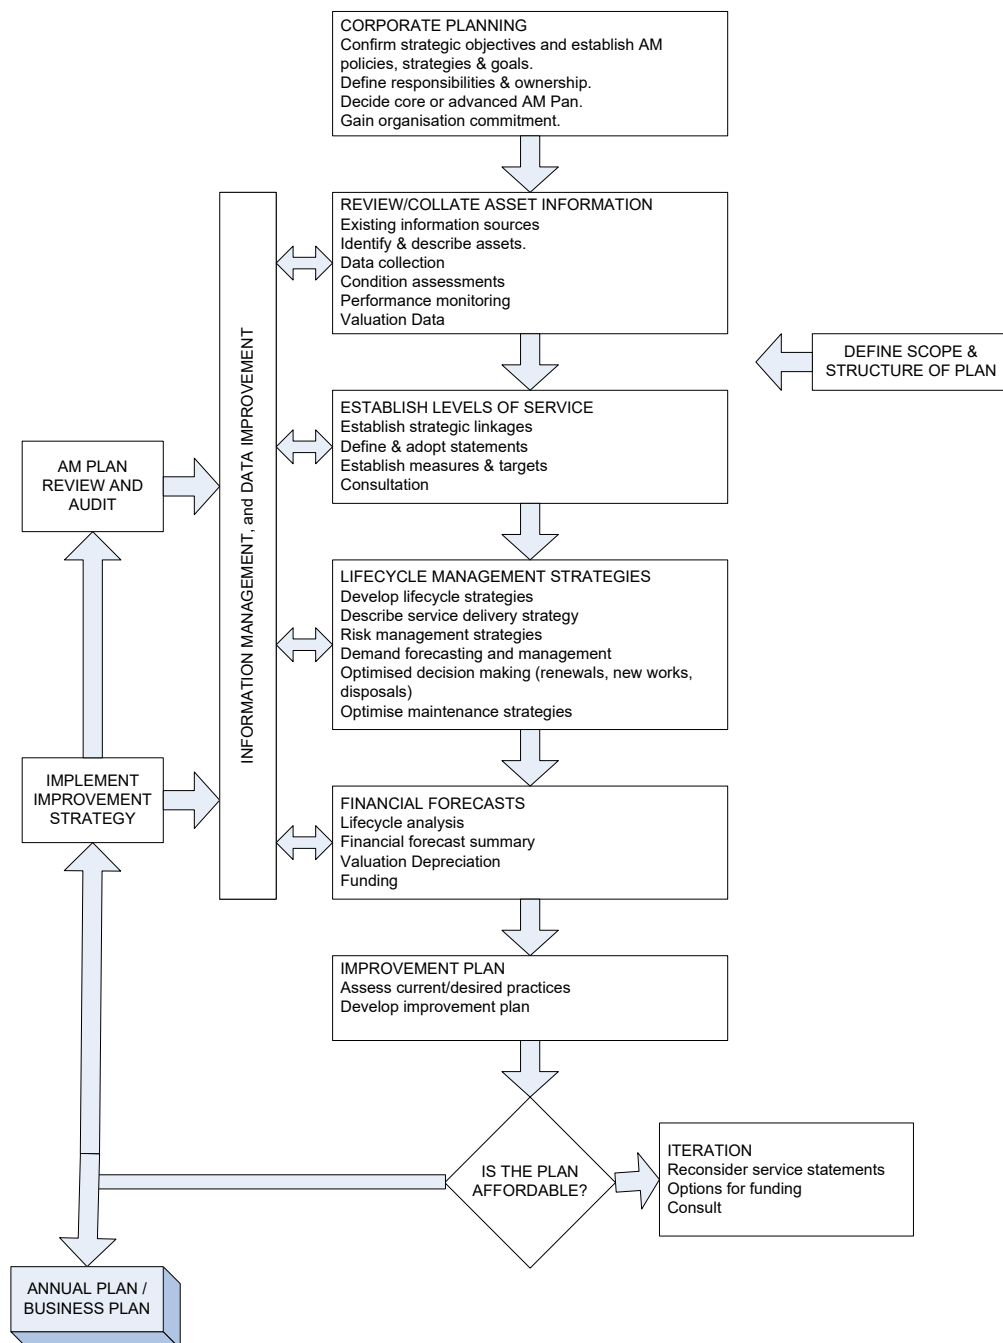 CORPORATE PLANNING
Confirm strategic objectives and establish AM
policies, strategies & goals.
Define responsibilities & ownership.
Decide core or advanced AM Pan.
Gain organisation commitment.
REVIEW/COLLATE ASSET INFORMATION
Existing information sources
Identify & describe assets.
Data collection
Condition assessments
Performance monitoring
Valuation Data
DEFINE SCOPE &
STRUCTURE OF PLAN
INFORMATION MANAGEMENT, and DATA IMPROVEMENT
ESTABLISH LEVELS OF SERVICE
Establish strategic linkages
Define & adopt statements
Establish measures & targets
Consultation
AM PLAN
REVIEW AND
AUDIT
LIFECYCLE MANAGEMENT STRATEGIES
Develop lifecycle strategies
Describe service delivery strategy
Risk management strategies
Demand forecasting and management
Optimised decision making (renewals, new works,
disposals)
Optimise maintenance strategies
IMPLEMENT
IMPROVEMENT
STRATEGY
FINANCIAL FORECASTS
Lifecycle analysis
Financial forecast summary
Valuation Depreciation
Funding
IMPROVEMENT PLAN
Assess current/desired practices
Develop improvement plan
IS THE PLAN
AFFORDABLE?
ITERATION
Reconsider service statements
Options for funding
Consult
ANNUAL PLAN /
BUSINESS PLAN